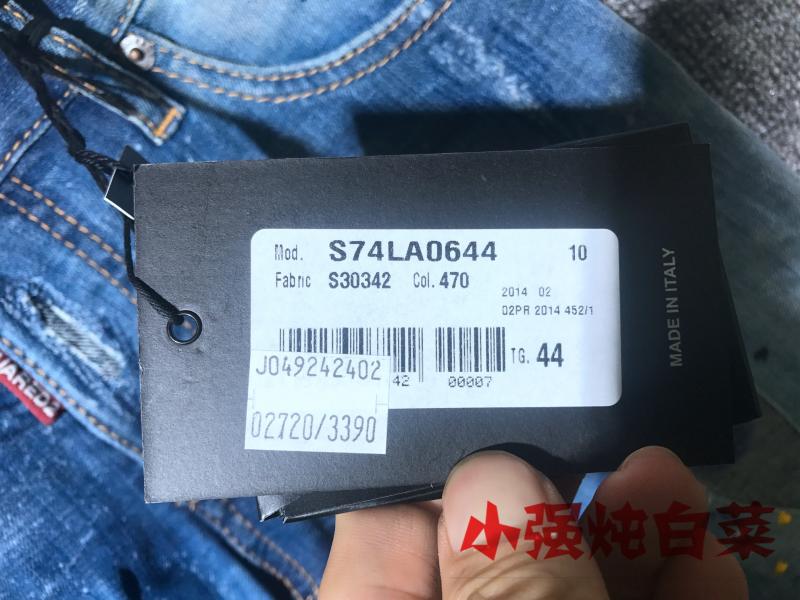 Mod. S74LA0644 10
Fabric S30342 Col. 470
2014 02
02PR 2014 452/1
TG. 44
42 00007
J049242402
02720/3390
MADE IN ITALY
小强炖白菜